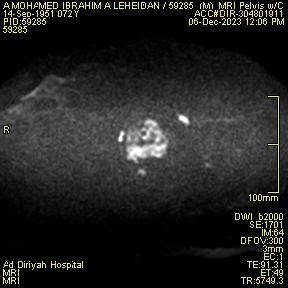 A MOHAMED IBRAHIM A LEHEIDAN / 59285 (M) MRI Pelvis w/C
14-Sep-1951 072Y ACC#DIR-304801911
PID:59285 06-Dec-2023 12:06 PM
59285
R
100mm
DWI_b2000
SE:1701
IM:64
DFOV:300
3mm
EC:1
Ad Diriyah Hospital TE:91.31
MRI ET:49
MRI TR:5749.3